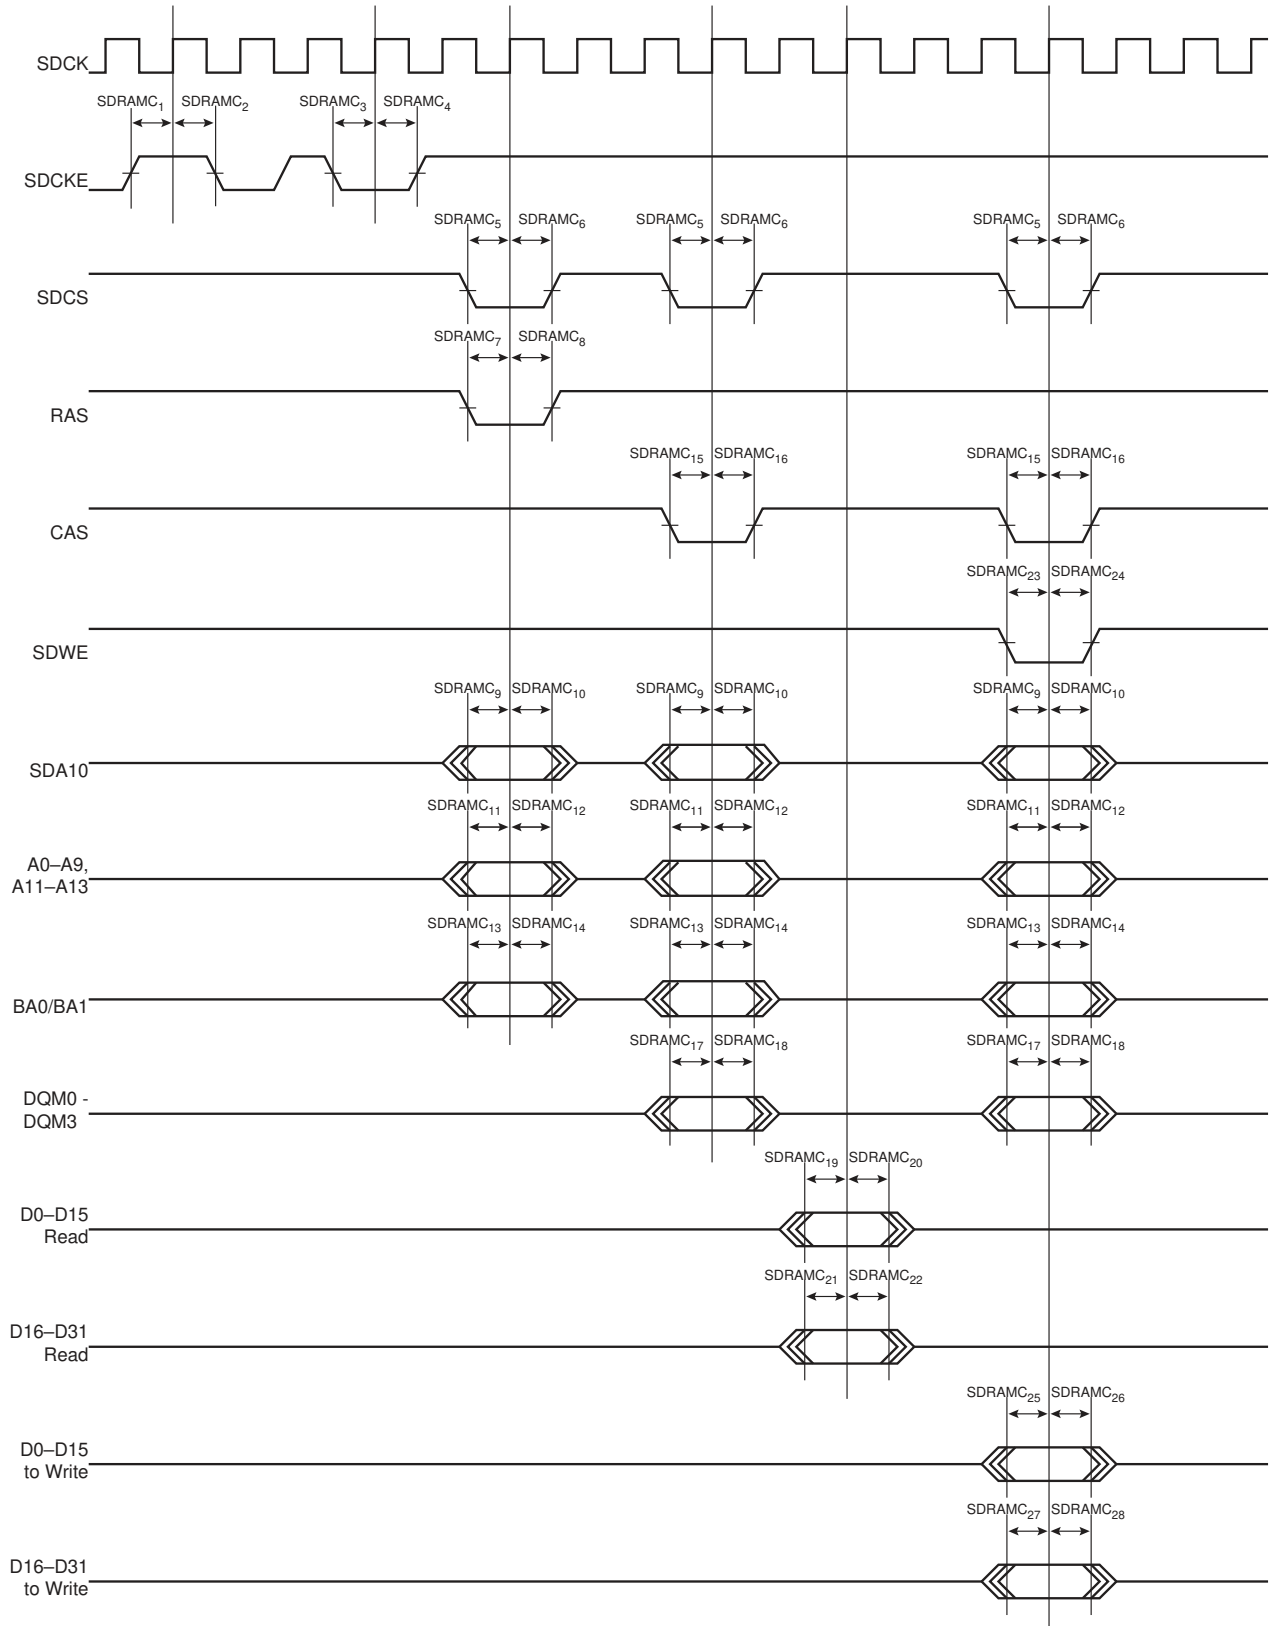 SDCK
SDRAMC1 SDRAMC2 SDRAMC3 SDRAMC4
SDCKE
SDRAMC5 SDRAMC6 SDRAMC5 SDRAMC6 SDRAMC5 SDRAMC6
SDCS
SDRAMC7 SDRAMC8
RAS
SDRAMC15 SDRAMC16 SDRAMC15 SDRAMC16
CAS
SDRAMC23 SDRAMC24
SDWE
SDRAMC9 SDRAMC10 SDRAMC9 SDRAMC10 SDRAMC9 SDRAMC10
SDA10
SDRAMC11 SDRAMC12 SDRAMC11 SDRAMC12 SDRAMC11 SDRAMC12
A0–A9,
A11–A13
SDRAMC13 SDRAMC14 SDRAMC13 SDRAMC14 SDRAMC13 SDRAMC14
BA0/BA1
SDRAMC17 SDRAMC18 SDRAMC17 SDRAMC18
DQM0 -
DQM3
SDRAMC19 SDRAMC20
D0–D15
Read
SDRAMC21 SDRAMC22
D16–D31
Read
SDRAMC25 SDRAMC26
D0–D15
to Write
SDRAMC27 SDRAMC28
D16–D31
to Write